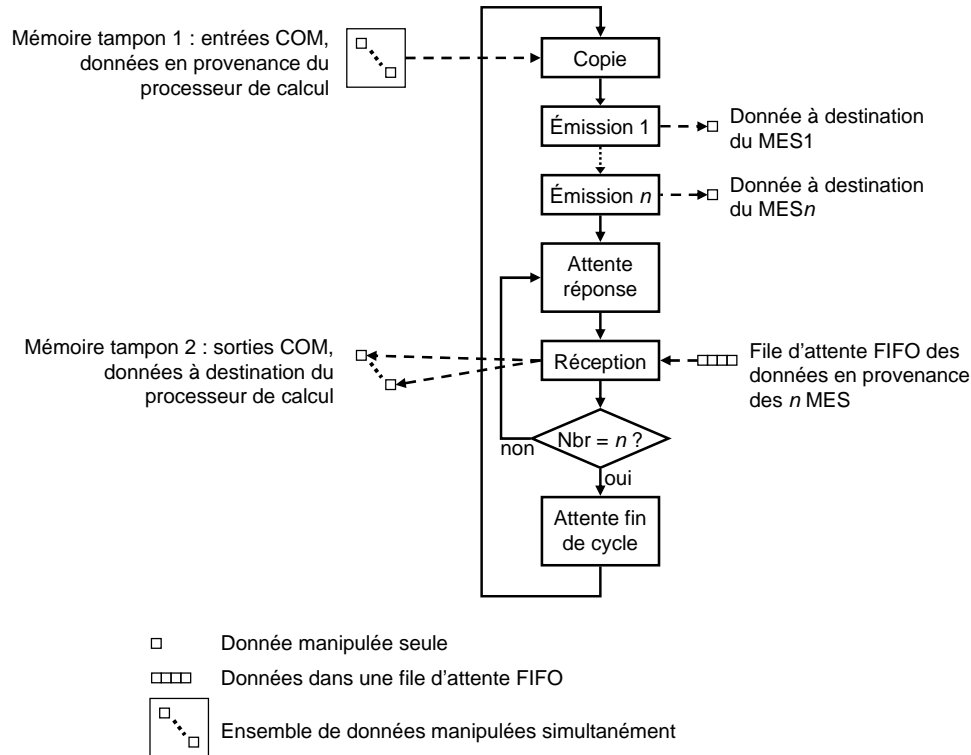 Mémoire tampon 1 : entrées COM,
données en provenance du
processeur de calcul
Copie
Émission 1
Donnée à destination
du MES1
Émission n
Donnée à destination
du MESn
Attente
réponse
Mémoire tampon 2 : sorties COM,
données à destination du
processeur de calcul
Réception
File d'attente FIFO des
données en provenance
des n MES
Nbr = n ?
non
oui
Attente fin
de cycle
Donnée manipulée seule
Données dans une file d'attente FIFO
Ensemble de données manipulées simultanément